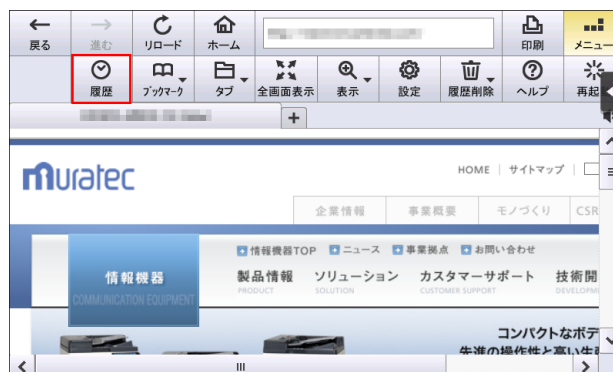 戻る 進む リロード ホーム 印刷 メニュー
履歴 ブックマーク タブ 全画面表示 表示 設定 履歴削除 ヘルプ 再起
+
muratec HOME サイトマップ
企業情報 事業概要 モノづくり CSR
情報機器TOP ニュース 事業拠点 お問い合わせ
情報機器 製品情報 ソリューション カスタマーサポート 技術開
COMMUNICATION EQUIPMENT PRODUCT SOLUTION CUSTOMER SUPPORT DEVELOPM
コンパクトなボデ
先進の操作性と高い生産